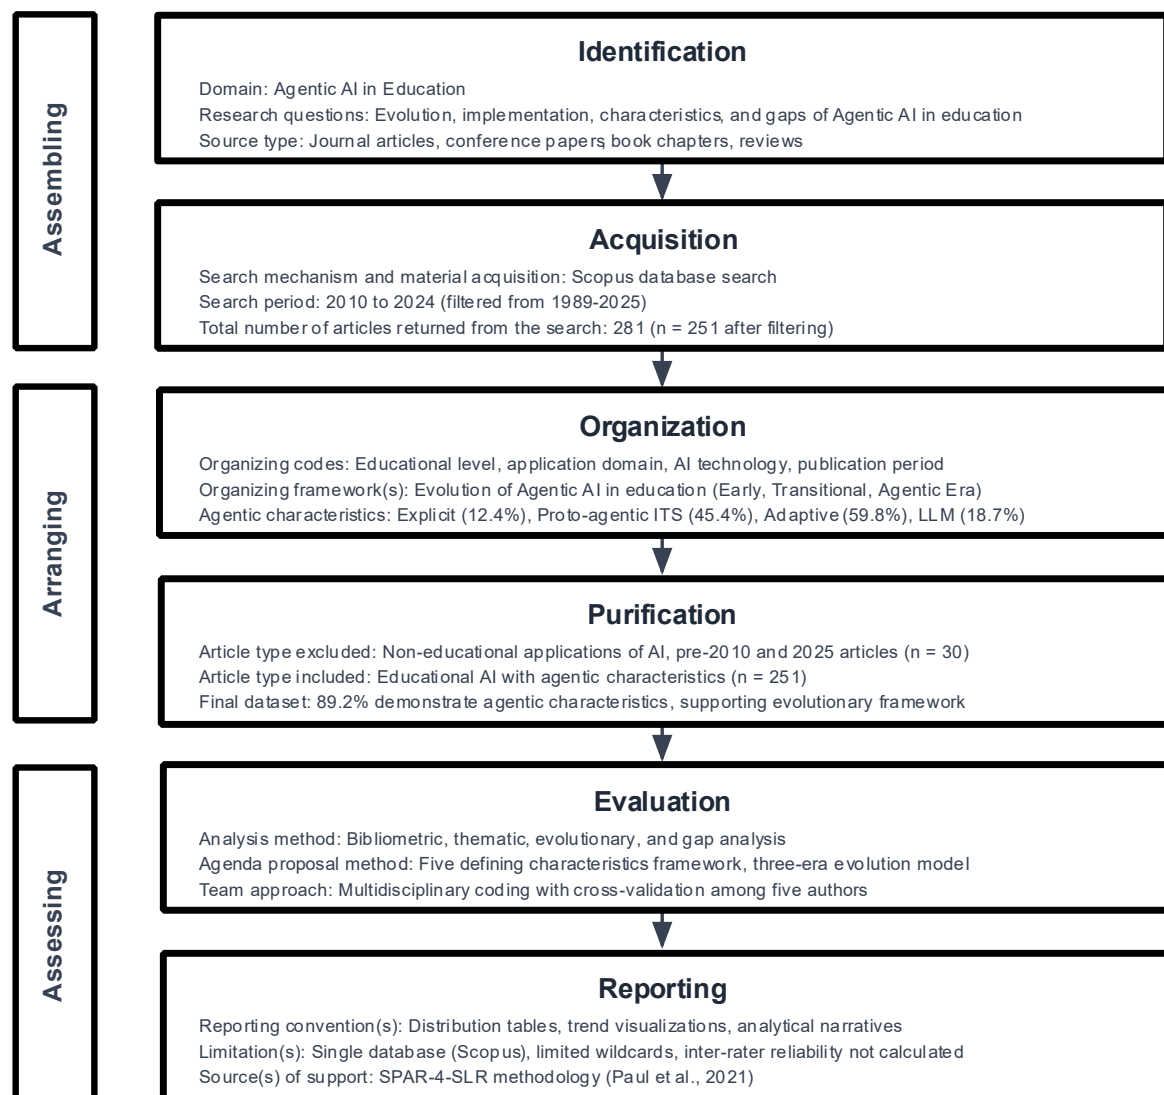 Assembling
Identification
Domain: Agentic AI in Education
Research questions: Evolution, implementation, characteristics, and gaps of Agentic AI in education
Source type: Journal articles, conference papers, book chapters, reviews
Acquisition
Search mechanism and material acquisition: Scopus database search
Search period: 2010 to 2024 (filtered from 1989-2025)
Total number of articles returned from the search: 281 (n = 251 after filtering)
Arranging
Organization
Organizing codes: Educational level, application domain, AI technology, publication period
Organizing framework(s): Evolution of Agentic AI in education (Early, Transitional, Agentic Era)
Agentic characteristics: Explicit (12.4%), Proto-agentic ITS (45.4%), Adaptive (59.8%), LLM (18.7%)
Purification
Article type excluded: Non-educational applications of AI, pre-2010 and 2025 articles (n = 30)
Article type included: Educational AI with agentic characteristics (n = 251)
Final dataset: 89.2% demonstrate agentic characteristics, supporting evolutionary framework
Assessing
Evaluation
Analysis method: Bibliometric, thematic, evolutionary, and gap analysis
Agenda proposal method: Five defining characteristics framework, three-era evolution model
Team approach: Multidisciplinary coding with cross-validation among five authors
Reporting
Reporting convention(s): Distribution tables, trend visualizations, analytical narratives
Limitation(s): Single database (Scopus), limited wildcards, inter-rater reliability not calculated
Source(s) of support: SPAR-4-SLR methodology (Paul et al., 2021)